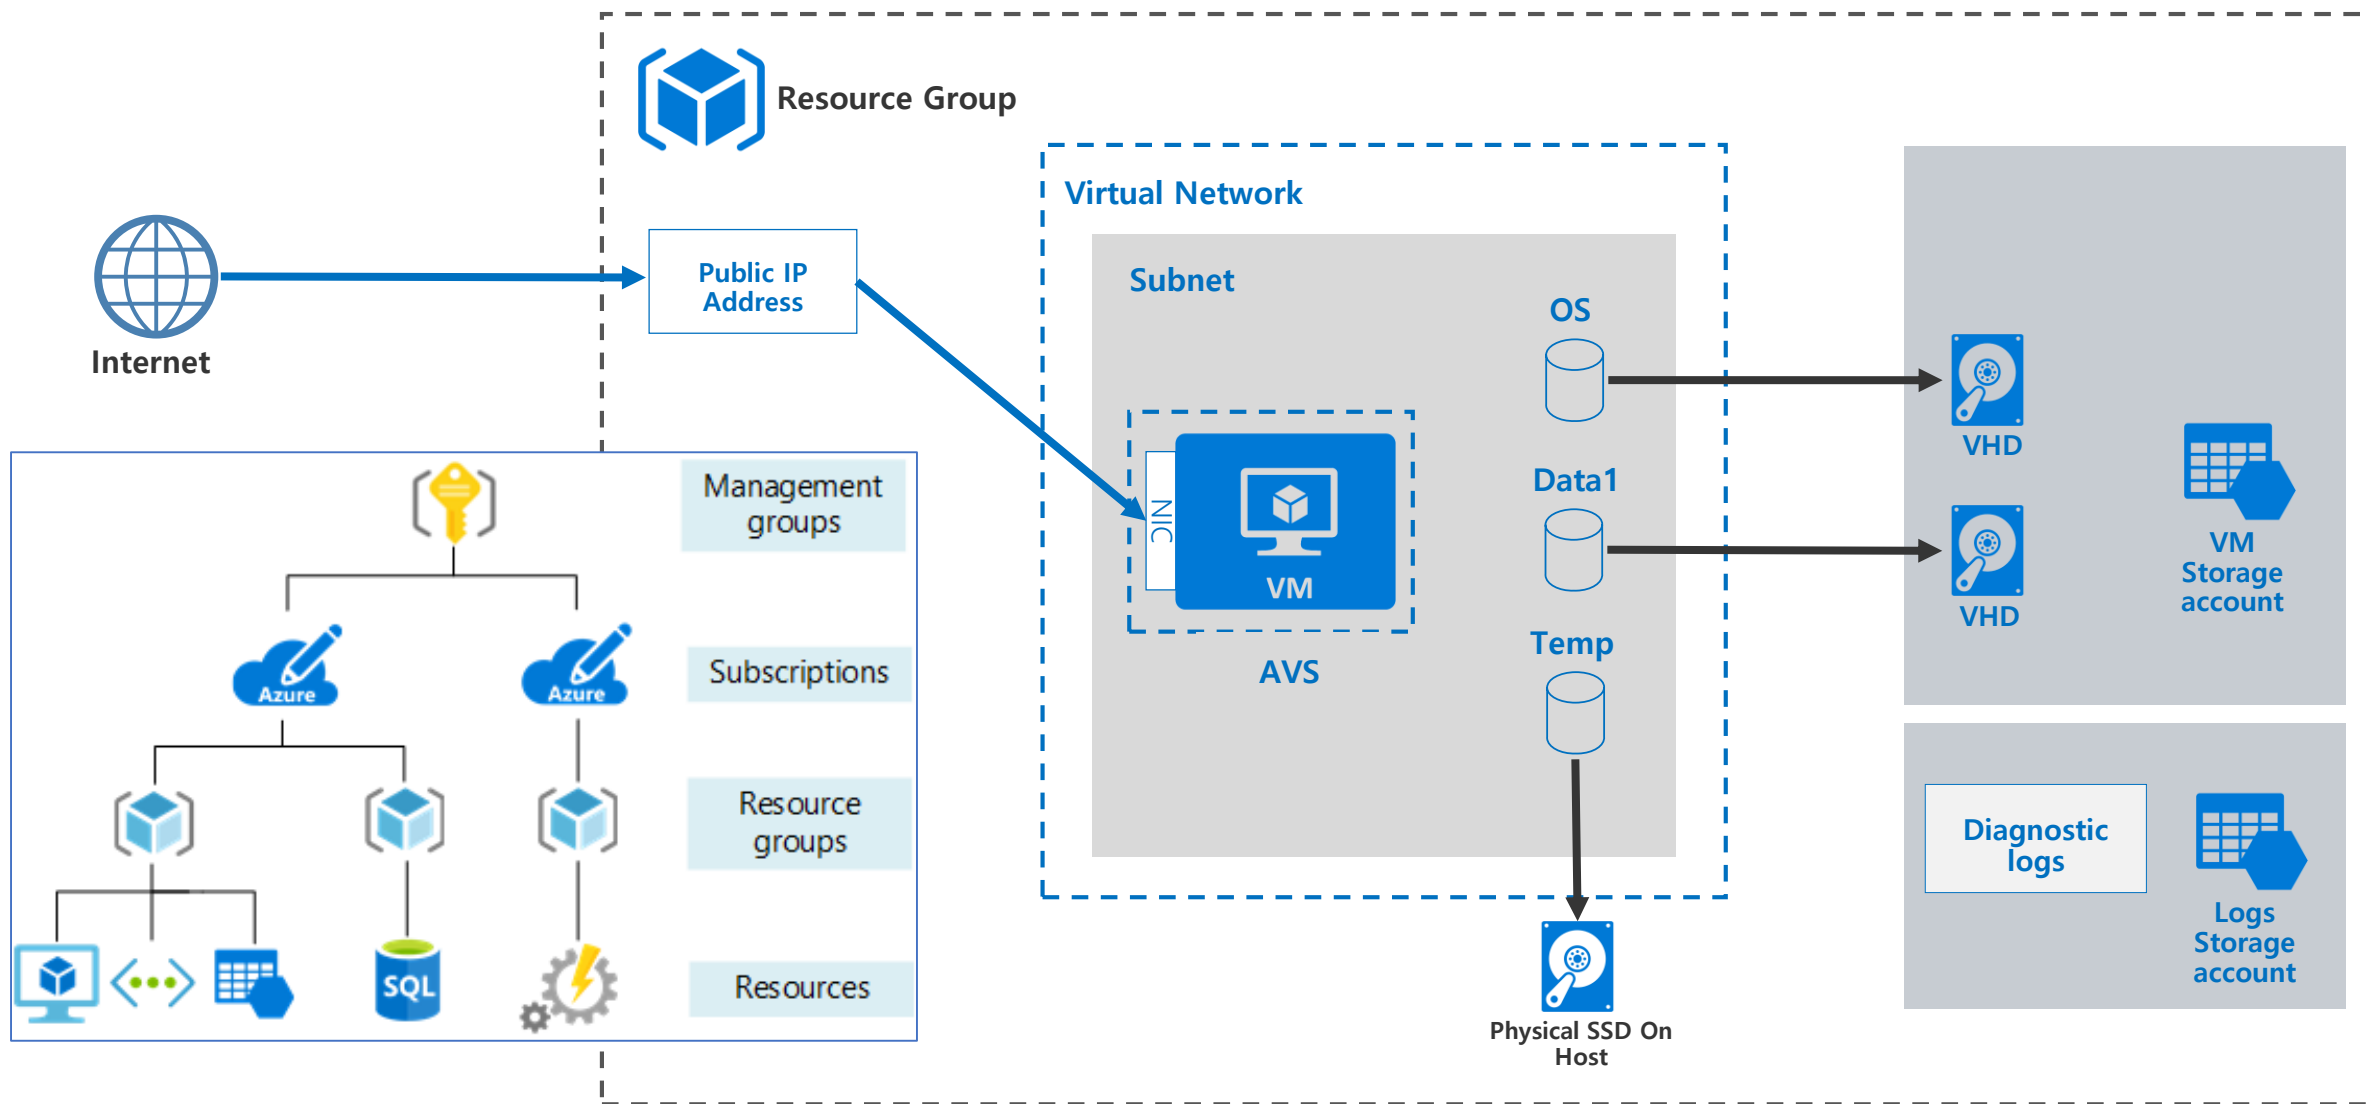 Resource Group
Virtual Network
Public IP
Address
Subnet
OS
Internet
VHD
Management
groups
Data1
NIC
VM
VM
Storage
account
VHD
Temp
AVS
Azure
Azure
Subscriptions
Resource
groups
Diagnostic
logs
Logs
Storage
account
SQL
Resources
Physical SSD On
Host